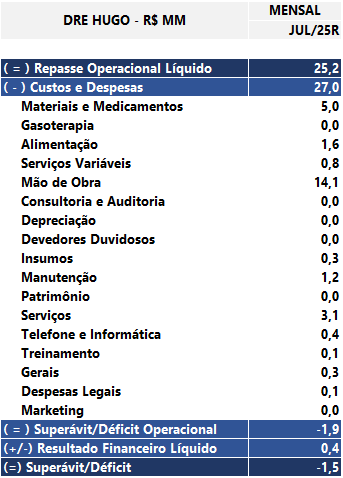 DRE HUGO - R$ MM MENSAL
JUL/25R
( = ) Repasse Operacional Líquido 25,2
( - ) Custos e Despesas 27,0
Materiais e Medicamentos 5,0
Gasoterapia 0,0
Alimentação 1,6
Serviços Variáveis 0,8
Mão de Obra 14,1
Consultoria e Auditoria 0,0
Depreciação 0,0
Devedores Duvidosos 0,0
Insumos 0,3
Manutenção 1,2
Patrimônio 0,0
Serviços 3,1
Telefone e Informática 0,4
Treinamento 0,1
Gerais 0,3
Despesas Legais 0,1
Marketing 0,0
( = ) Superávit/Déficit Operacional -1,9
(+/-) Resultado Financeiro Líquido 0,4
(=) Superávit/Déficit -1,5